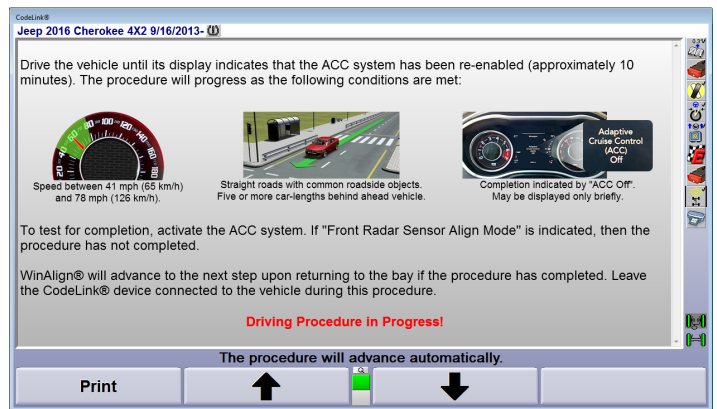 CodeLink®
Jeep 2016 Cherokee 4X2 9/16/2013-
Drive the vehicle until its display indicates that the ACC system has been re-enabled (approximately 10
minutes). The procedure will progress as the following conditions are met:
Adaptive
Cruise Control
(ACC)
Off
Speed between 41 mph (65 km/h)
and 78 mph (126 km/h).
Straight roads with common roadside objects.
Five or more car-lengths behind ahead vehicle.
Completion indicated by "ACC Off".
May be displayed only briefly.
To test for completion, activate the ACC system. If "Front Radar Sensor Align Mode" is indicated, then the
procedure has not completed.
WinAlign® will advance to the next step upon returning to the bay if the procedure has completed. Leave
the CodeLink® device connected to the vehicle during this procedure.
Driving Procedure in Progress!
The procedure will advance automatically.
Print